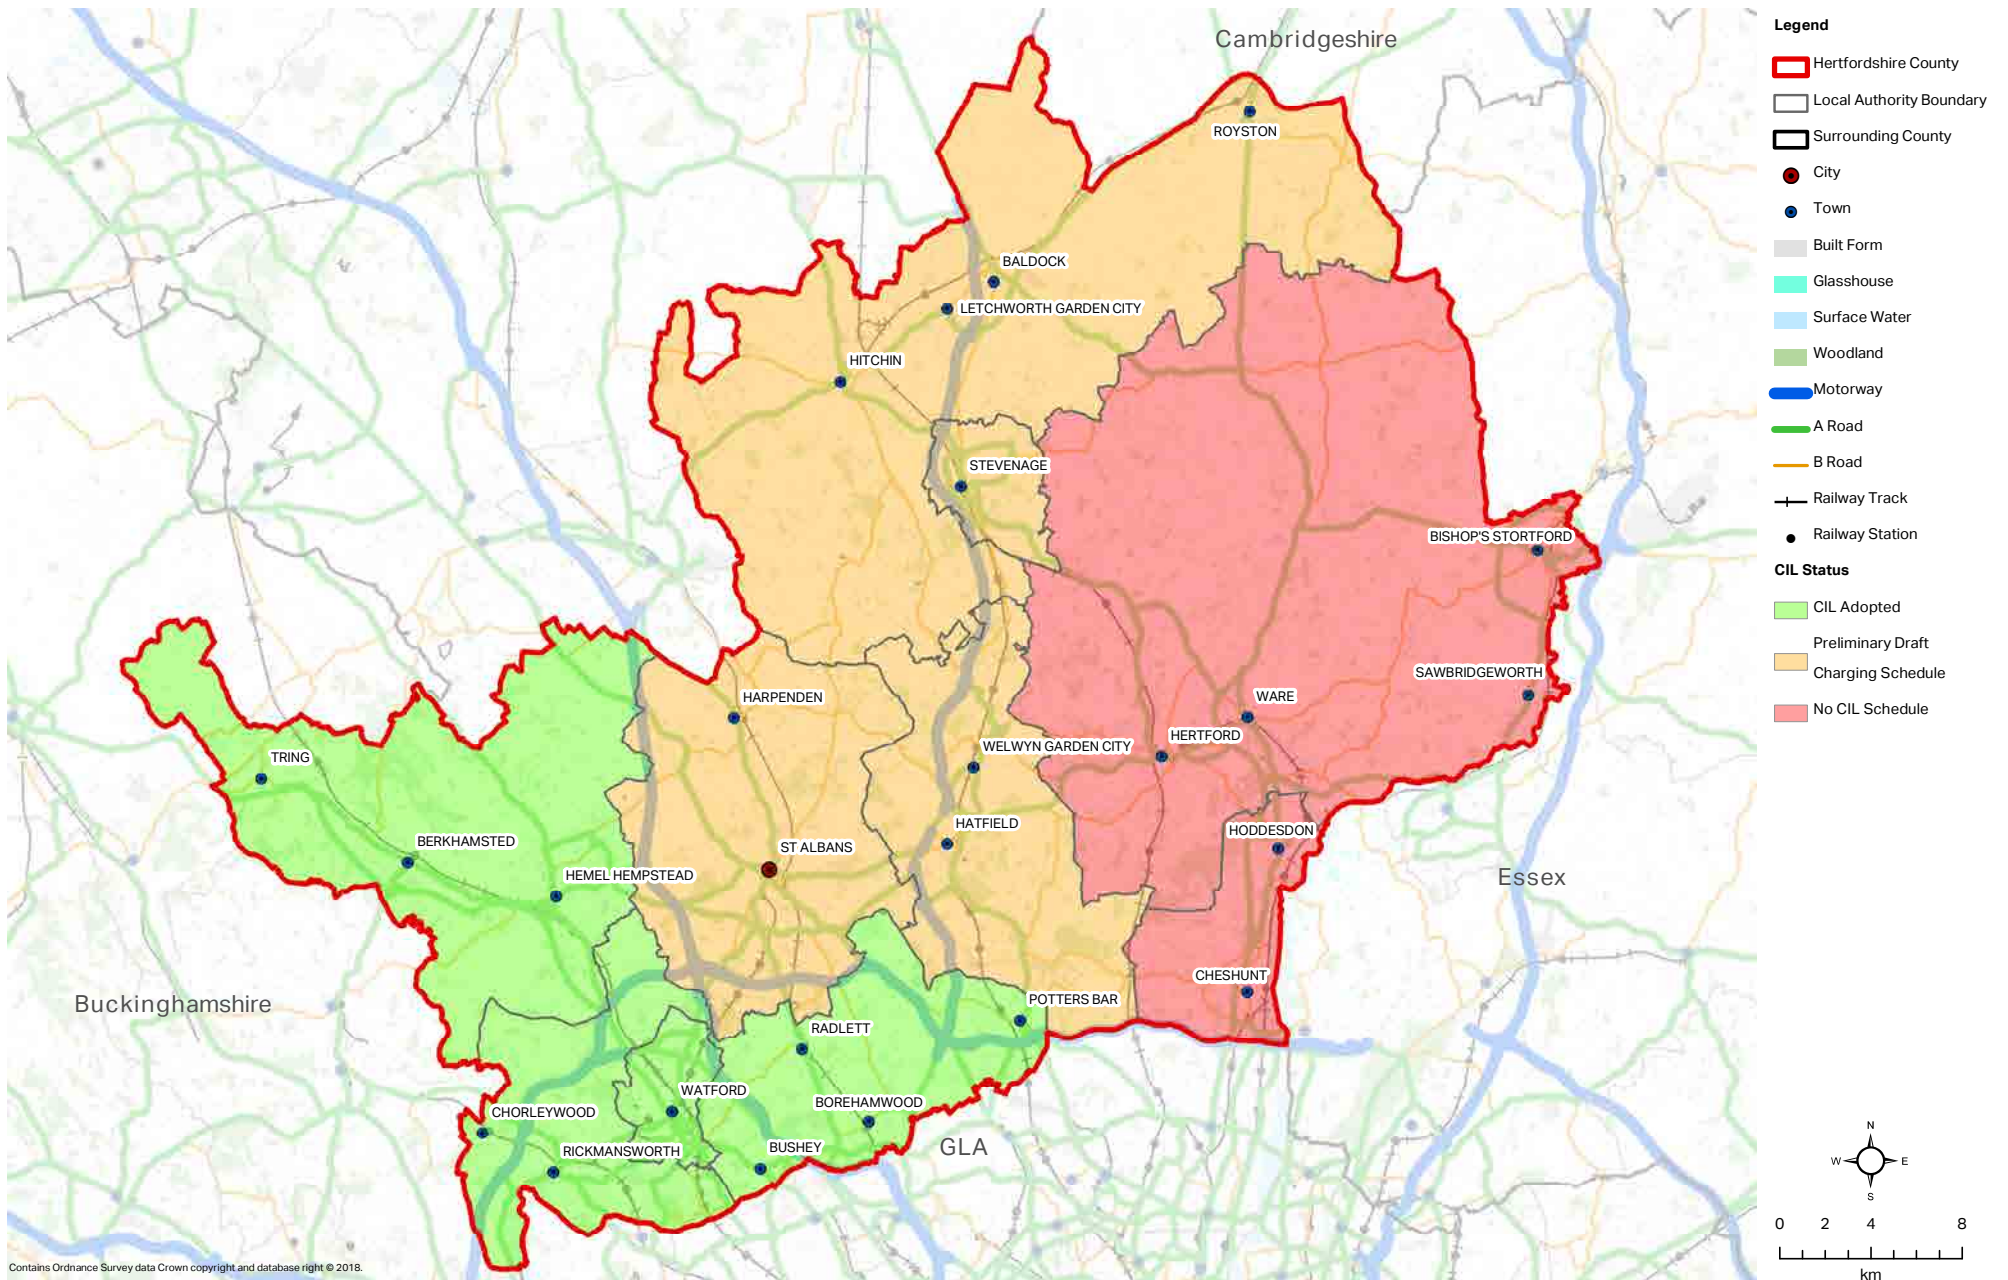 Cambridgeshire
ROYSTON
BALDOCK
LETCHWORTH GARDEN CITY
HITCHIN
STEVENAGE
BISHOP'S STORTFORD
SAWBRIDGEWORTH
HARPENDEN
WARE
HERTFORD
WELWYN GARDEN CITY
TRING
HATFIELD
HODDESDON
BERKHAMSTED
ST ALBANS
HEMEL HEMPSTEAD
Essex
CHESHUNT
Buckinghamshire
POTTERS BAR
RADLETT
WATFORD
BOREHAMWOOD
CHORLEYWOOD
RICKMANSWORTH
BUSHEY
GLA
Contains Ordnance Survey data Crown copyright and database right © 2018.
Legend
Hertfordshire County
Local Authority Boundary
Surrounding County
City
Town
Built Form
Glasshouse
Surface Water
Woodland
Motorway
A Road
B Road
Railway Track
Railway Station
CIL Status
CIL Adopted
Preliminary Draft
Charging Schedule
No CIL Schedule
N
W E
S
0 2 4 8
km